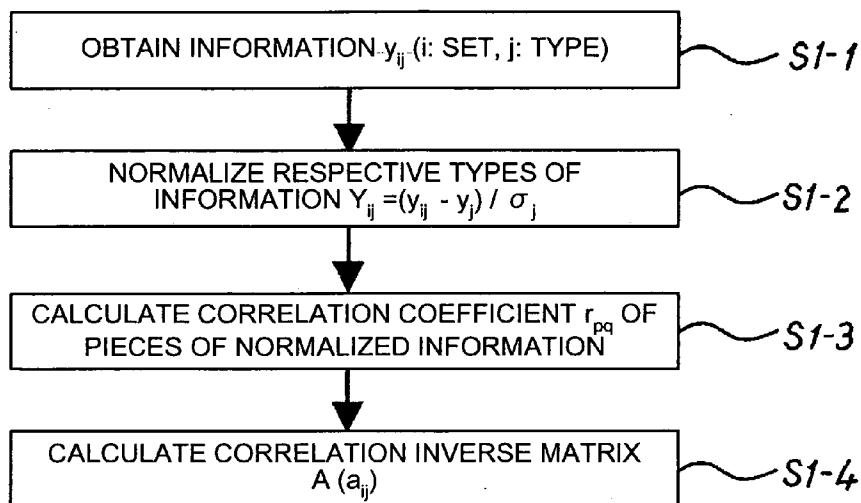 OBTAIN INFORMATION y_ij (i: SET, j: TYPE)
S1-1
NORMALIZE RESPECTIVE TYPES OF
INFORMATION Y_ij =(y_ij - y_j) / σ_j
S1-2
CALCULATE CORRELATION COEFFICIENT r_pq OF
PIECES OF NORMALIZED INFORMATION
S1-3
CALCULATE CORRELATION INVERSE MATRIX
A (a_ij)
S1-4